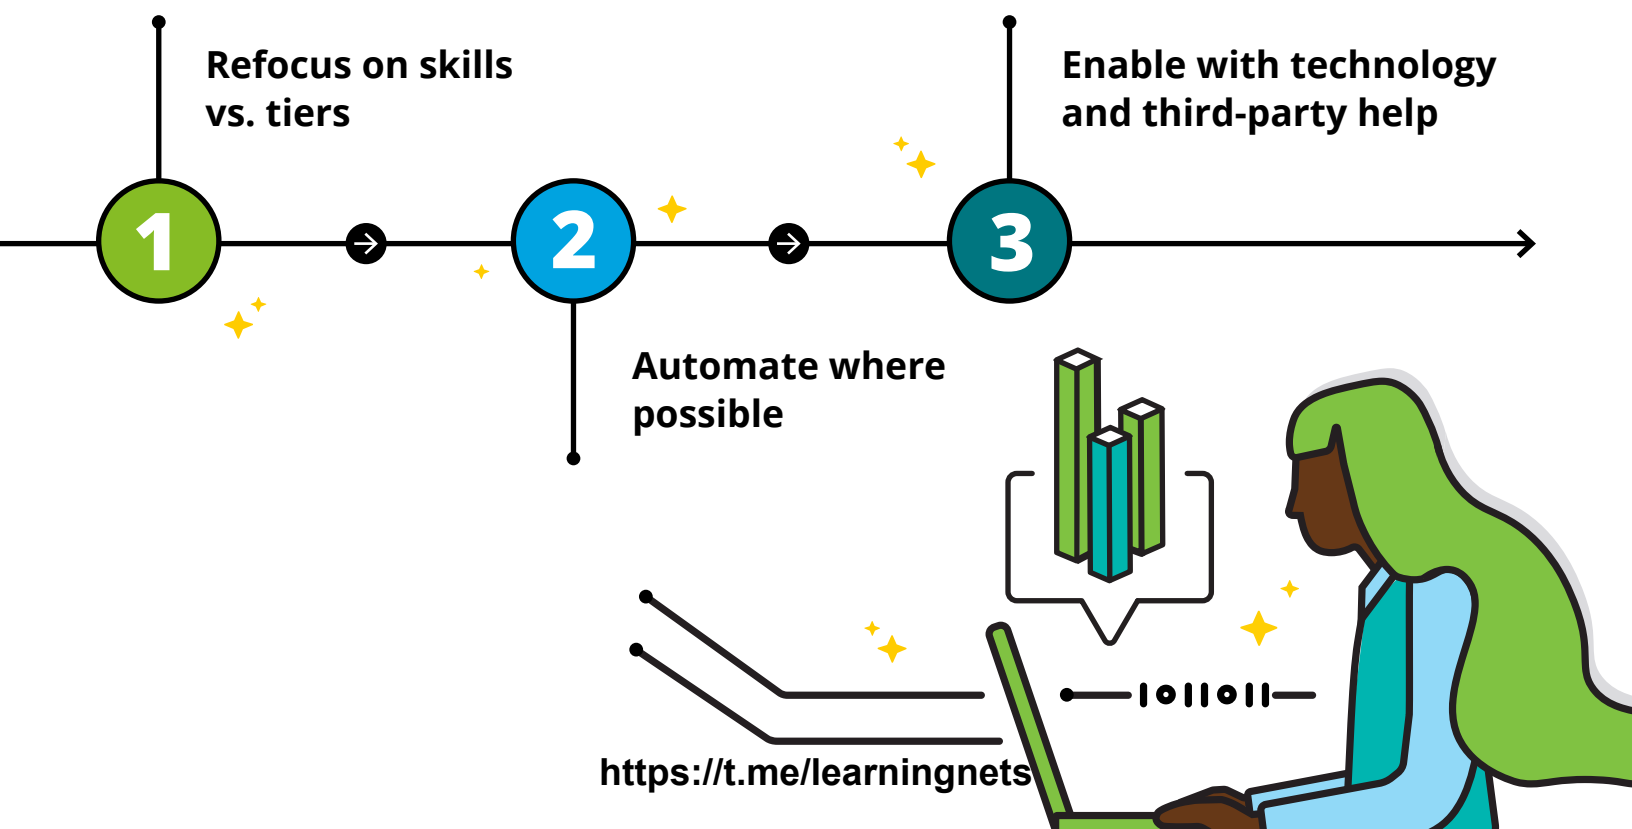 Refocus on skills
vs. tiers
Enable with technology
and third-party help
1
2
3
Automate where
possible
1011011
https://t.me/learningnets